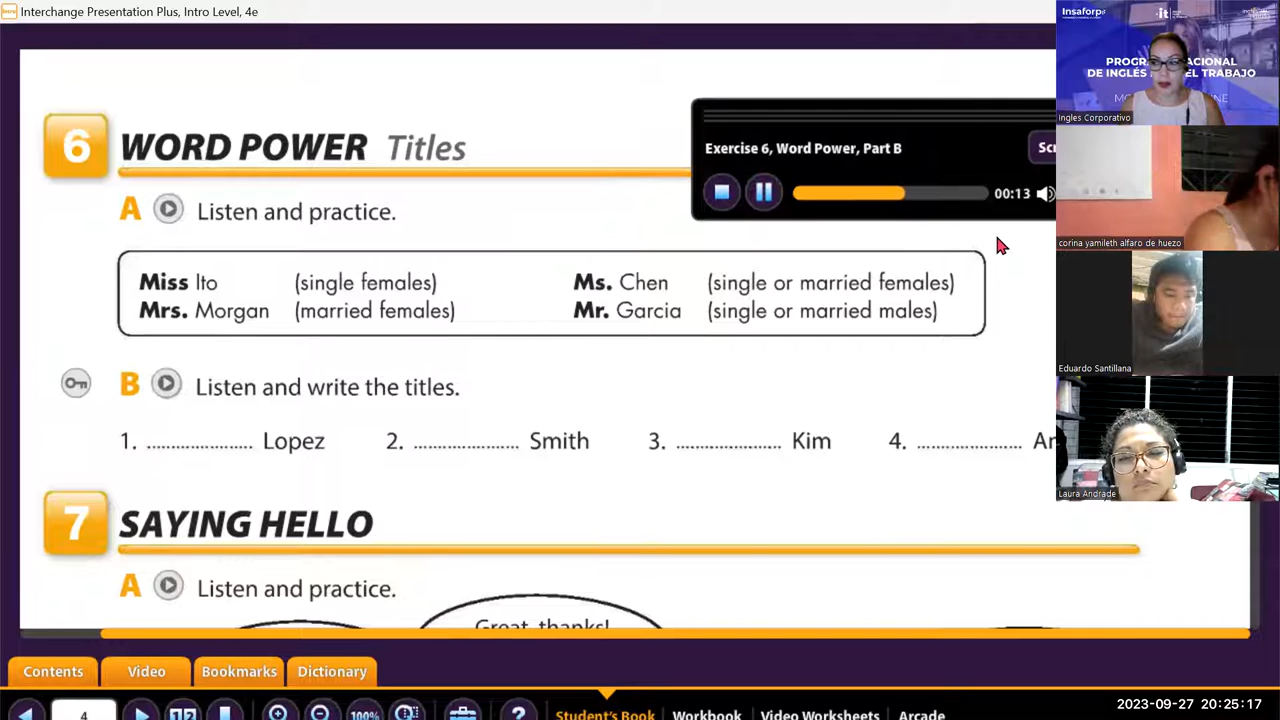 Interchange Presentation Plus, Intro Level, 4e
6 WORD POWER Titles
A Listen and practice.
Miss Ito (single females) Ms. Chen (single or married females)
Mrs. Morgan (married females) Mr. Garcia (single or married males)
B Listen and write the titles.
1. .................... Lopez 2. .................... Smith 3. .................... Kim 4. ....................
7 SAYING HELLO
A Listen and practice.
Great, thanks!
Exercise 6, Word Power, Part B
00:13
Insaforp
Ingles Corporativo
corina yamileth alfaro de huezo
Eduardo Santillana
Laura Andrade
Contents Video Bookmarks Dictionary
4 100% ?
Student's Book Workbook Video Worksheets Arcade
2023-09-27 20:25:17